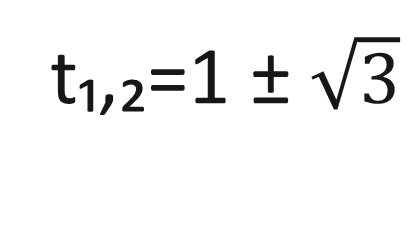 t₁,₂=1 ± √3